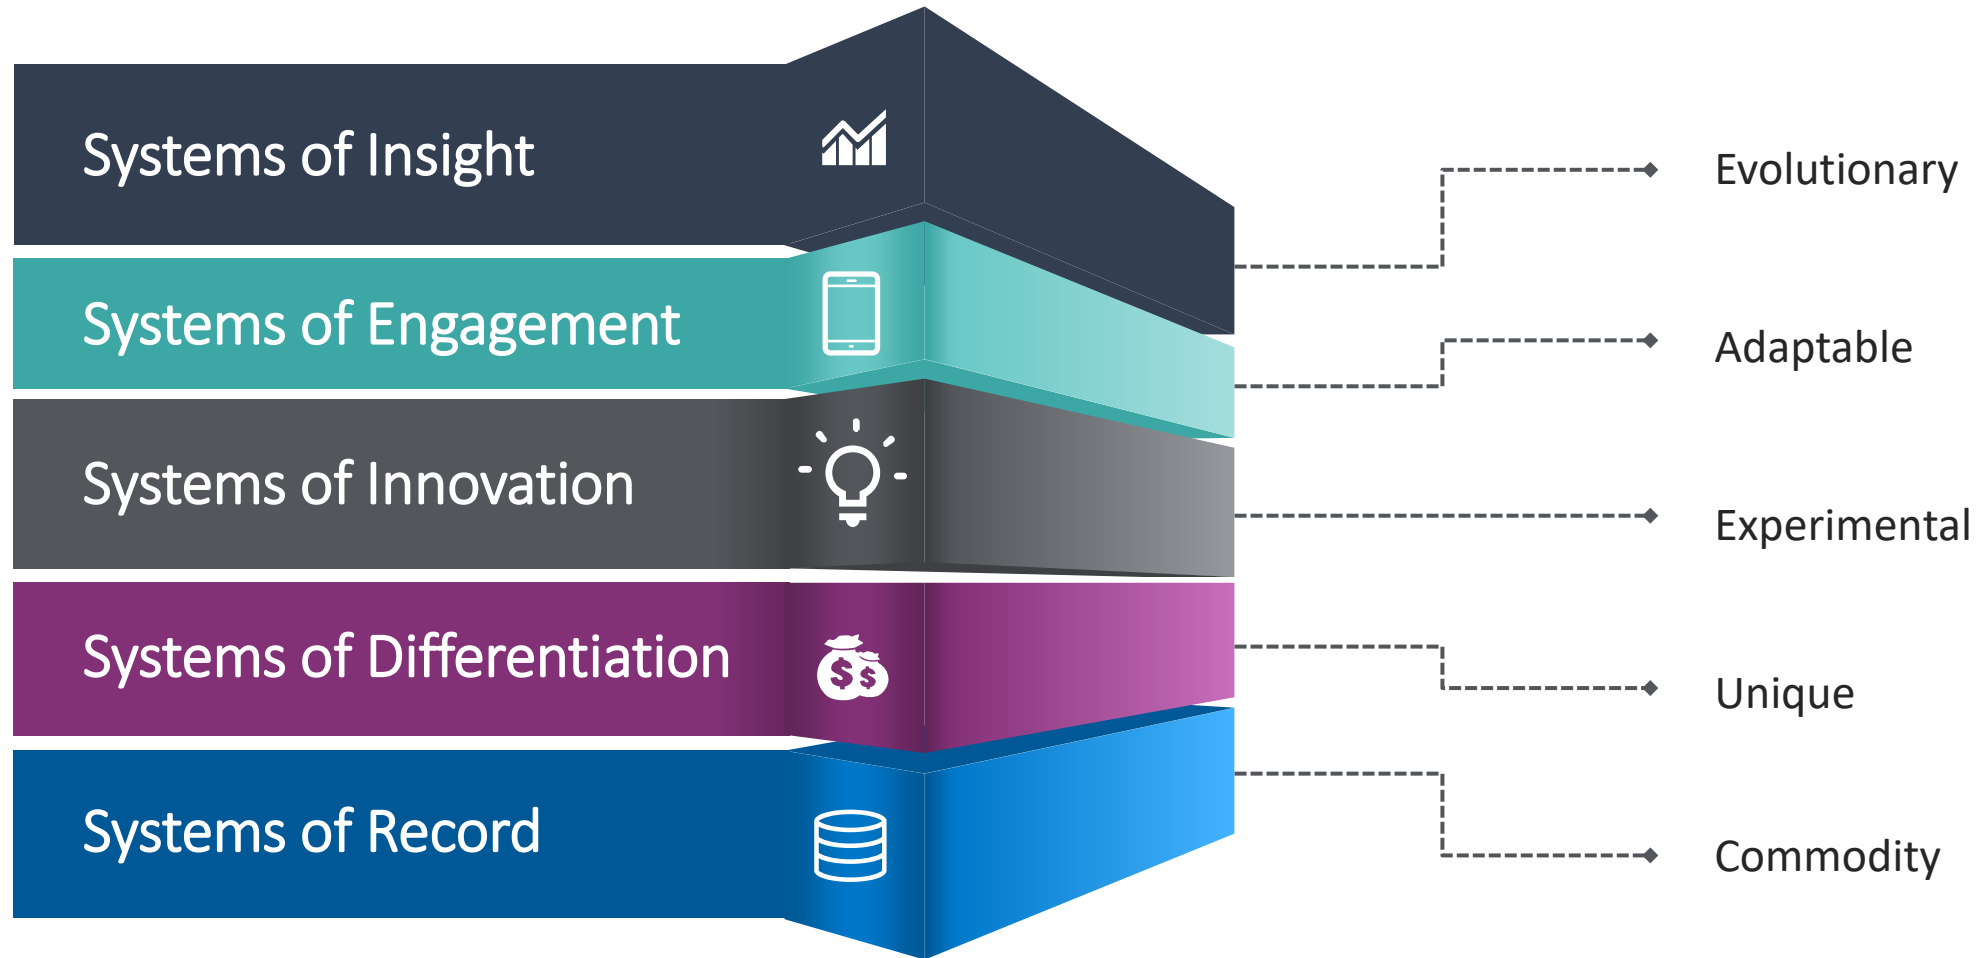 Systems of Insight
Evolutionary
Systems of Engagement
Adaptable
Systems of Innovation
Experimental
Systems of Differentiation
$ $
Unique
Systems of Record
Commodity